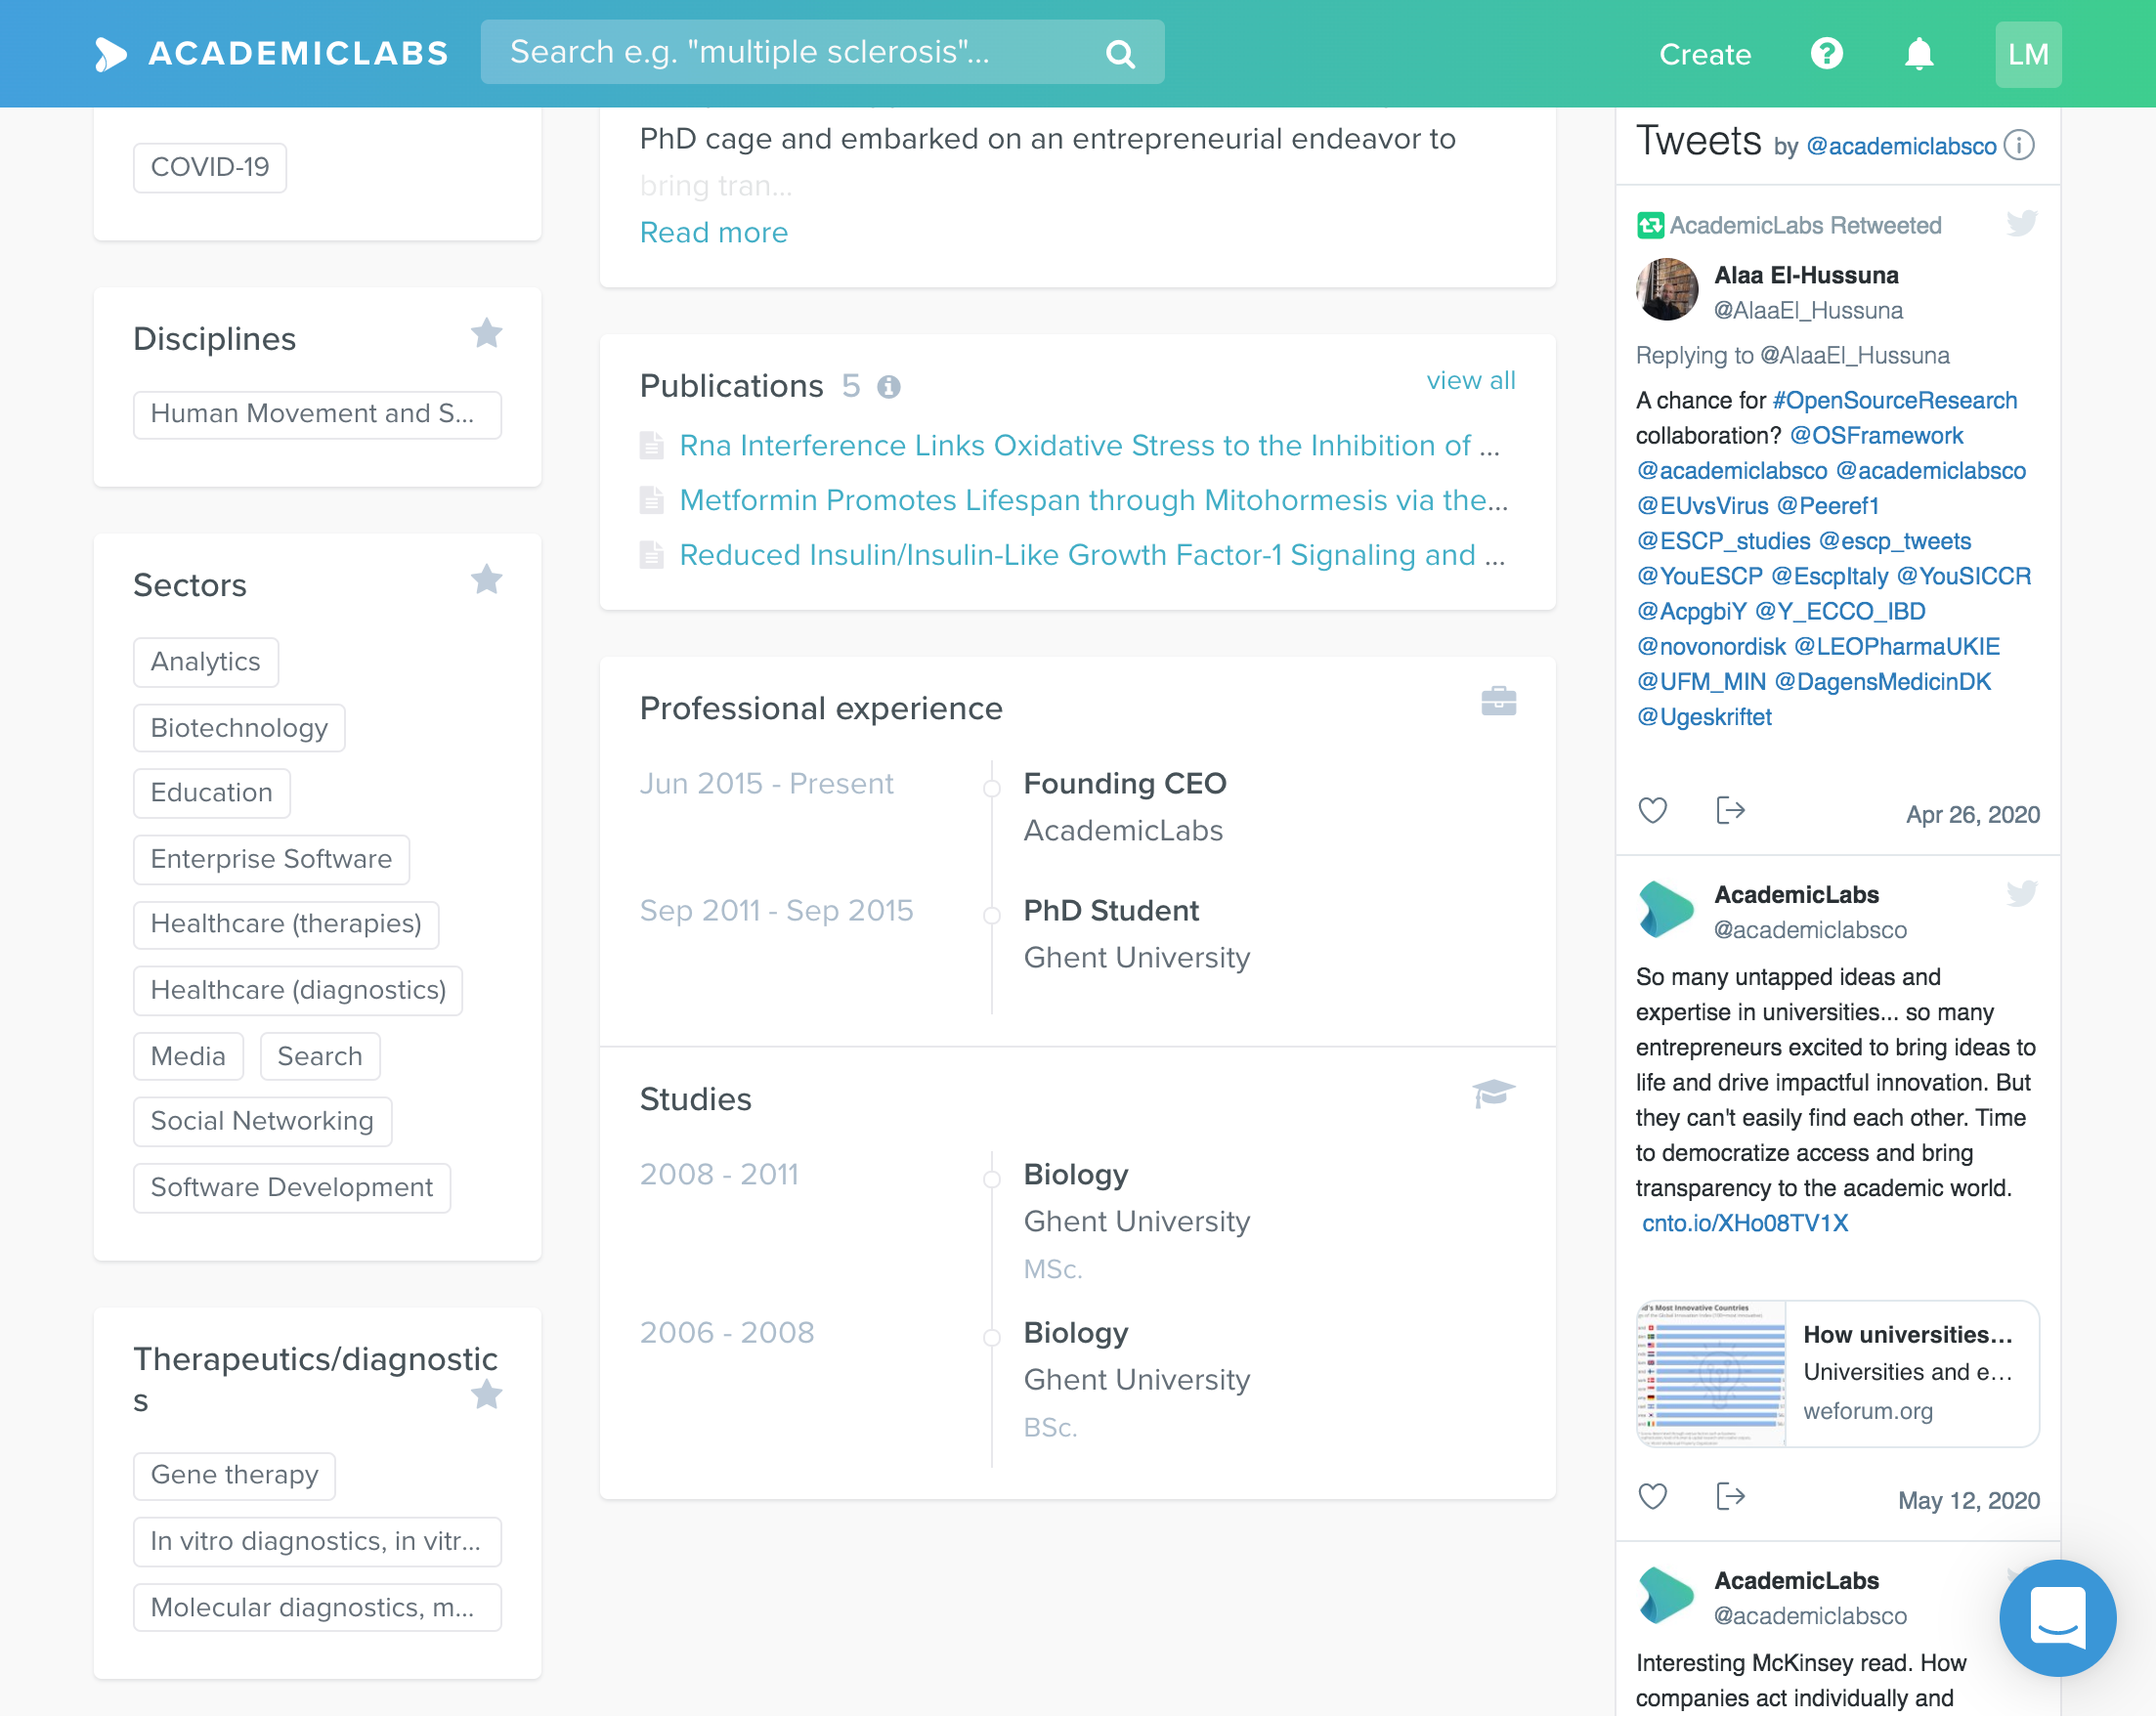 ACADEMICLABS
Search e.g. "multiple sclerosis"...
Create
LM
COVID-19
Disciplines
Human Movement and S...
Sectors
Analytics
Biotechnology
Education
Enterprise Software
Healthcare (therapies)
Healthcare (diagnostics)
Media Search
Social Networking
Software Development
Therapeutics/diagnostic
s
Gene therapy
In vitro diagnostics, in vitr...
Molecular diagnostics, m...
PhD cage and embarked on an entrepreneurial endeavor to
bring tran...
Read more
Publications 5
view all
Rna Interference Links Oxidative Stress to the Inhibition of ...
Metformin Promotes Lifespan through Mitohormesis via the...
Reduced Insulin/Insulin-Like Growth Factor-1 Signaling and ...
Professional experience
Jun 2015 - Present
Founding CEO
AcademicLabs
Sep 2011 - Sep 2015
PhD Student
Ghent University
Studies
2008 - 2011
Biology
Ghent University
MSc.
2006 - 2008
Biology
Ghent University
BSc.
Tweets by @academiclabsco
AcademicLabs Retweeted
Alaa El-Hussuna
@AlaaEl_Hussuna
Replying to @AlaaEl_Hussuna
A chance for #OpenSourceResearch
collaboration? @OSFramework
@academiclabsco @academiclabsco
@EUvsVirus @Peeref1
@ESCP_studies @escp_tweets
@YouESCP @EscpItaly @YouSICCR
@AcpgbiY @Y_ECCO_IBD
@novonordisk @LEOPharmaUKIE
@UFM_MIN @DagensMedicinDK
@Ugeskriftet
Apr 26, 2020
AcademicLabs
@academiclabsco
So many untapped ideas and
expertise in universities... so many
entrepreneurs excited to bring ideas to
life and drive impactful innovation. But
they can't easily find each other. Time
to democratize access and bring
transparency to the academic world.
cnto.io/XHo08TV1X
d's Most Innovative Countries
How universities...
Universities and e...
weforum.org
May 12, 2020
AcademicLabs
@academiclabsco
Interesting McKinsey read. How
companies act individually and